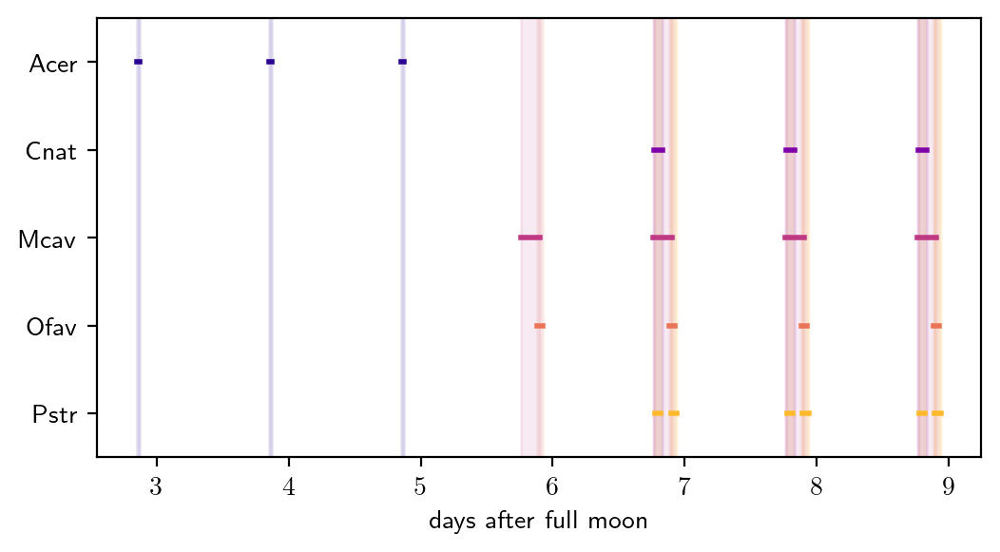 Acer
Cnat
Mcav
Ofav
Pstr
3 4 5 6 7 8 9
days after full moon